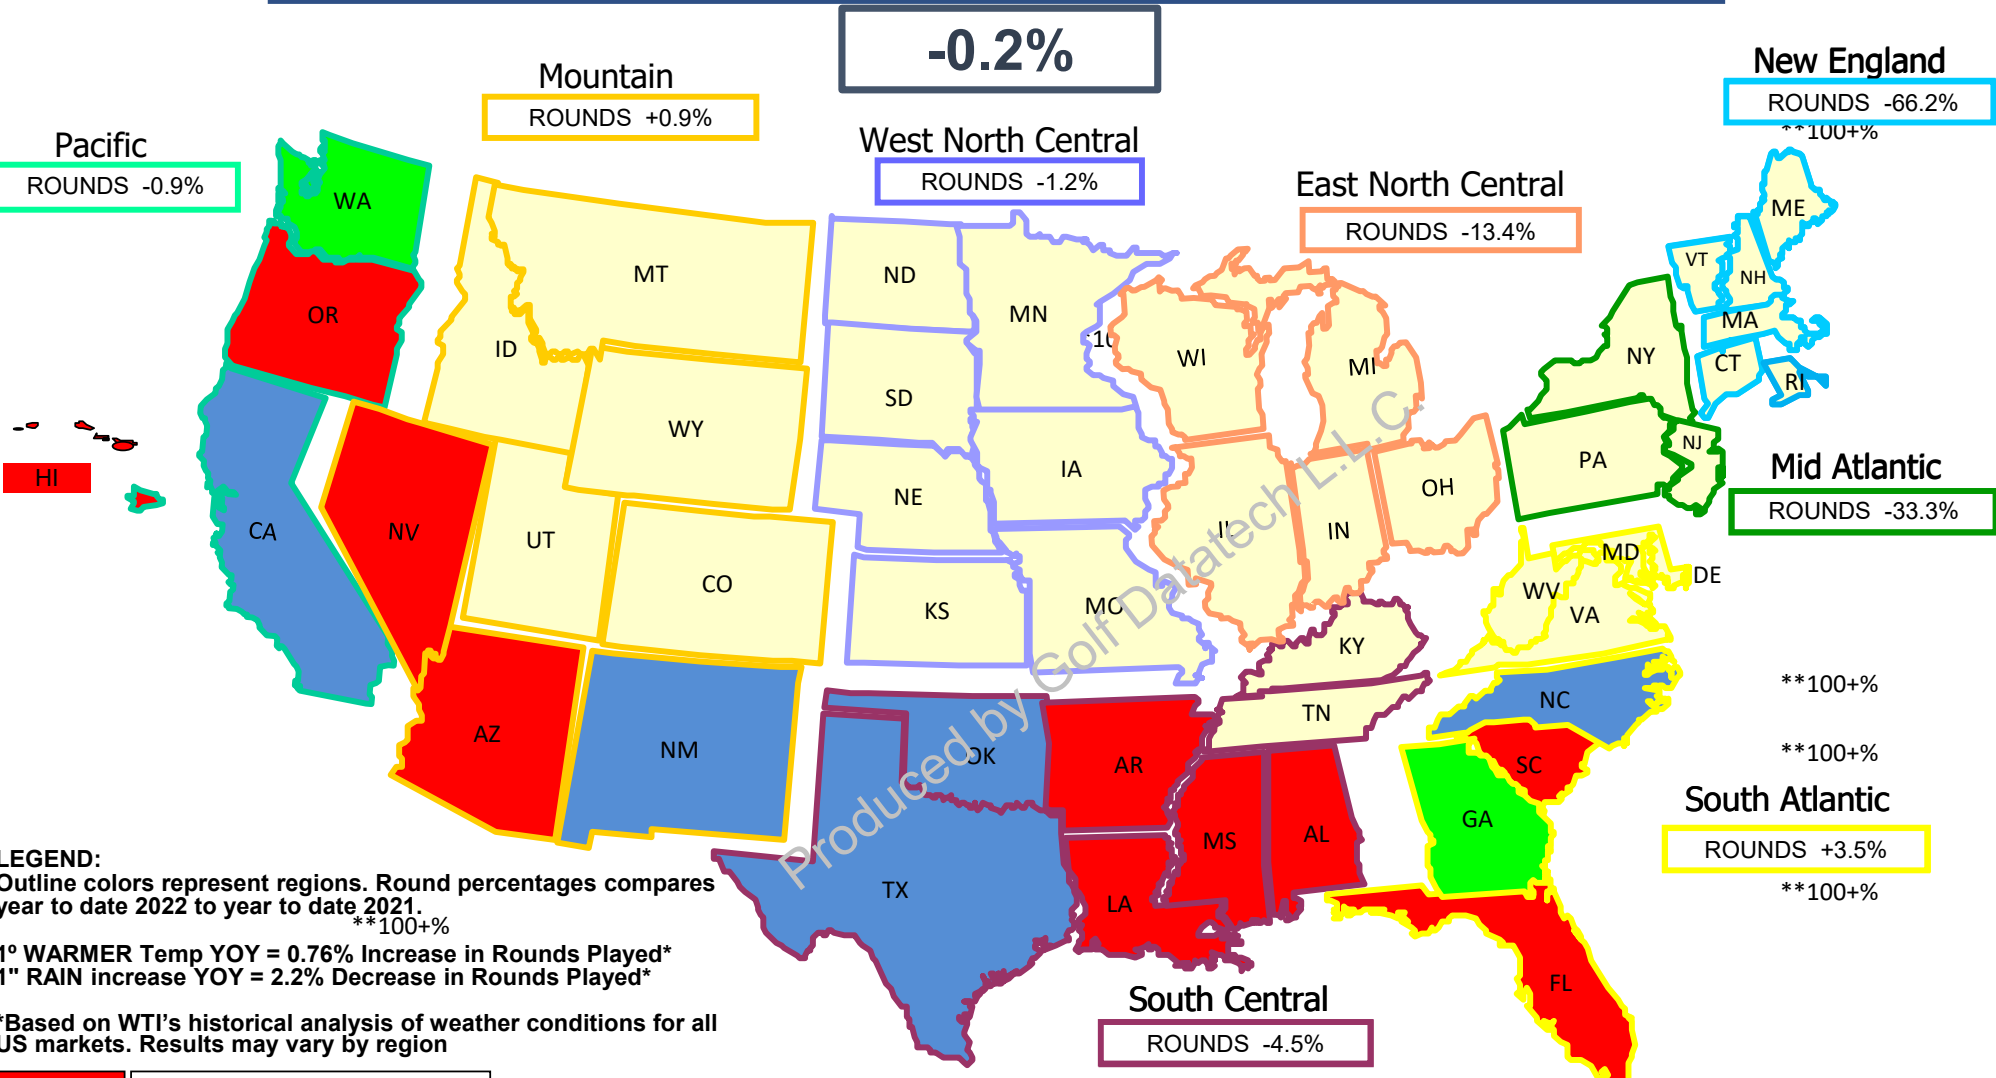 -0.2%
New England
ROUNDS -66.2%
**100+%
Mountain
ROUNDS +0.9%
Pacific
ROUNDS -0.9%
West North Central
ROUNDS -1.2%
East North Central
ROUNDS -13.4%
WA
OR
MT
ID
WY
ND
MN
SD
NE
IA
KS
MO
WI
MI
IL
IN
OH
ME
VT
NH
MA
CT
RI
NY
PA
NJ
Mid Atlantic
ROUNDS -33.3%
HI
CA
NV
UT
CO
AZ
NM
OK
TX
AR
LA
MS
AL
KY
TN
WV
VA
MD
DE
NC
SC
GA
FL
**100+%
**100+%
South Atlantic
ROUNDS +3.5%
**100+%
South Central
ROUNDS -4.5%
Produced by Golf Datatech L.L.C.
LEGEND:
Outline colors represent regions. Round percentages compares
year to date 2022 to year to date 2021.
**100+%
1º WARMER Temp YOY = 0.76% Increase in Rounds Played*
1" RAIN increase YOY = 2.2% Decrease in Rounds Played*
*Based on WTI's historical analysis of weather conditions for all
US markets. Results may vary by region